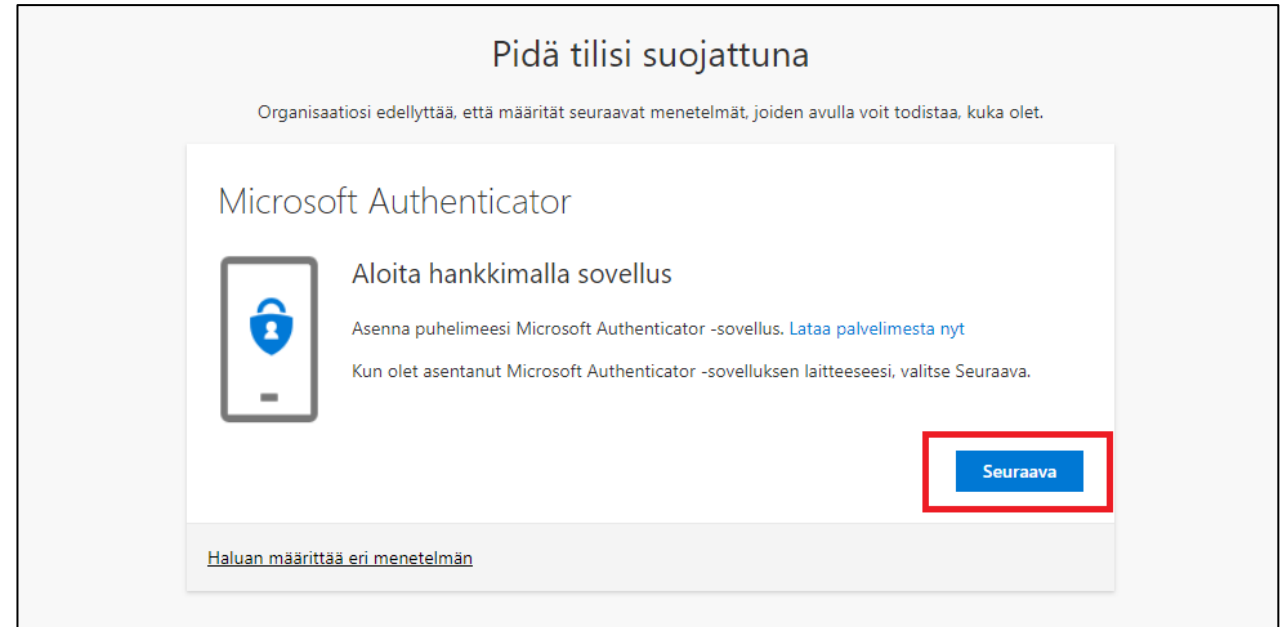 Pidä tilisi suojattuna
Organisaatiosi edellyttää, että määrität seuraavat menetelmät, joiden avulla voit todistaa, kuka olet.
Microsoft Authenticator
Aloita hankkimalla sovellus
Asenna puhelimeesi Microsoft Authenticator -sovellus. Lataa palvelimesta nyt
Kun olet asentanut Microsoft Authenticator -sovelluksen laitteeseesi, valitse Seuraava.
Seuraava
Haluan määrittää eri menetelmän